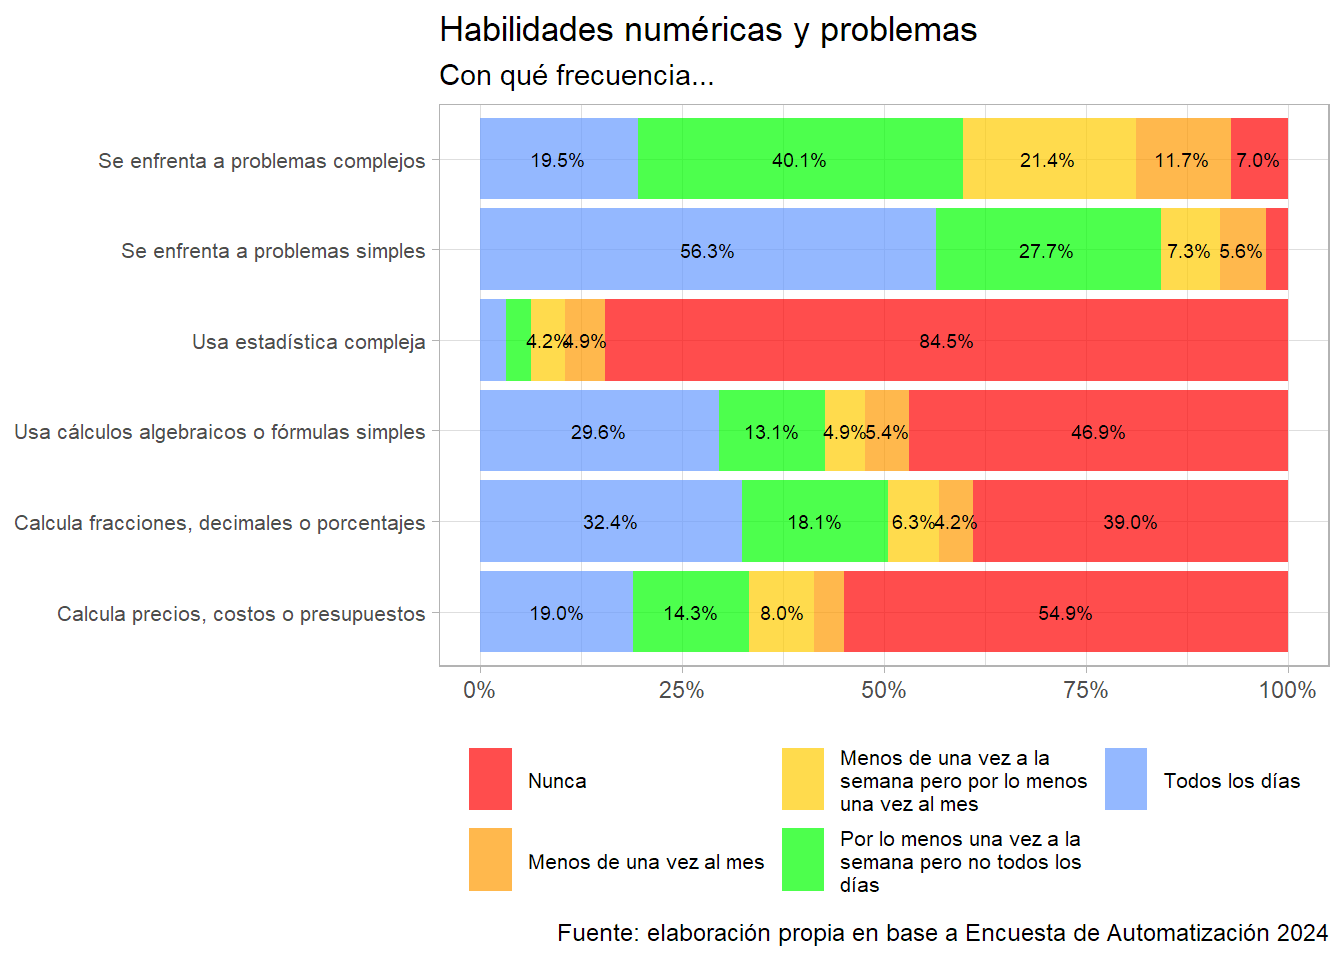 Habilidades numéricas y problemas
Con qué frecuencia...
Se enfrenta a problemas complejos
19.5% 40.1% 21.4% 11.7% 7.0%
Se enfrenta a problemas simples
56.3% 27.7% 7.3% 5.6%
Usa estadística compleja
4.2% 4.9% 84.5%
Usa cálculos algebraicos o fórmulas simples
29.6% 13.1% 4.9% 5.4% 46.9%
Calcula fracciones, decimales o porcentajes
32.4% 18.1% 6.3% 4.2% 39.0%
Calcula precios, costos o presupuestos
19.0% 14.3% 8.0% 54.9%
0% 25% 50% 75% 100%
Nunca
Menos de una vez al mes
Menos de una vez a la
semana pero por lo menos
una vez al mes
Por lo menos una vez a la
semana pero no todos los
días
Todos los días
Fuente: elaboración propia en base a Encuesta de Automatización 2024